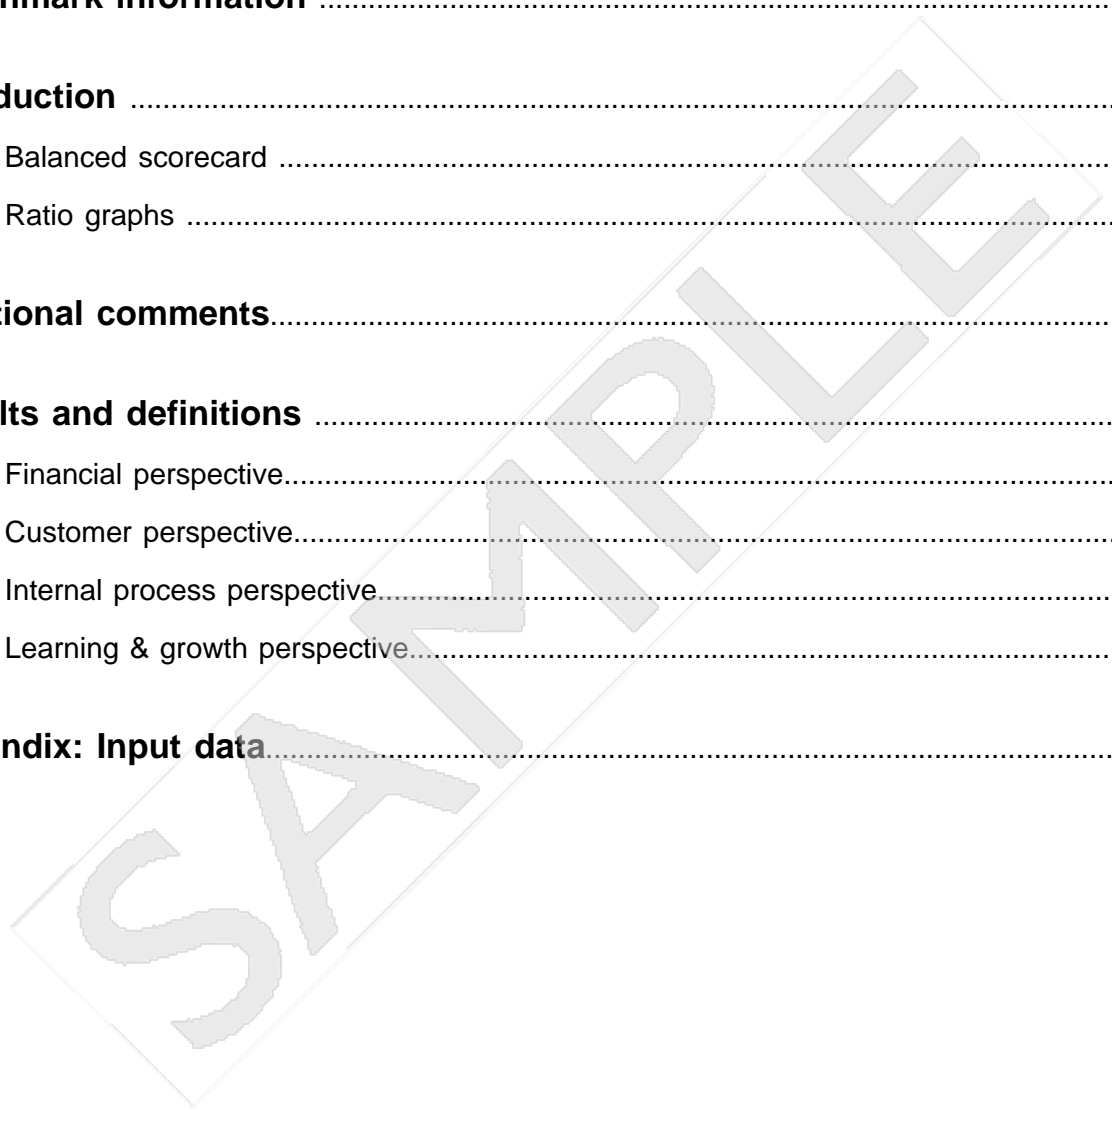 hmark information ................................................................................................
duction ........................................................................................................................
Balanced scorecard ......................................................................................................
Ratio graphs .................................................................................................................
tional comments.......................................................................................................
lts and definitions ..................................................................................................
Financial perspective.....................................................................................................
Customer perspective....................................................................................................
Internal process perspective..........................................................................................
Learning & growth perspective......................................................................................
ndix: Input data........................................................................................................
SAMPLE